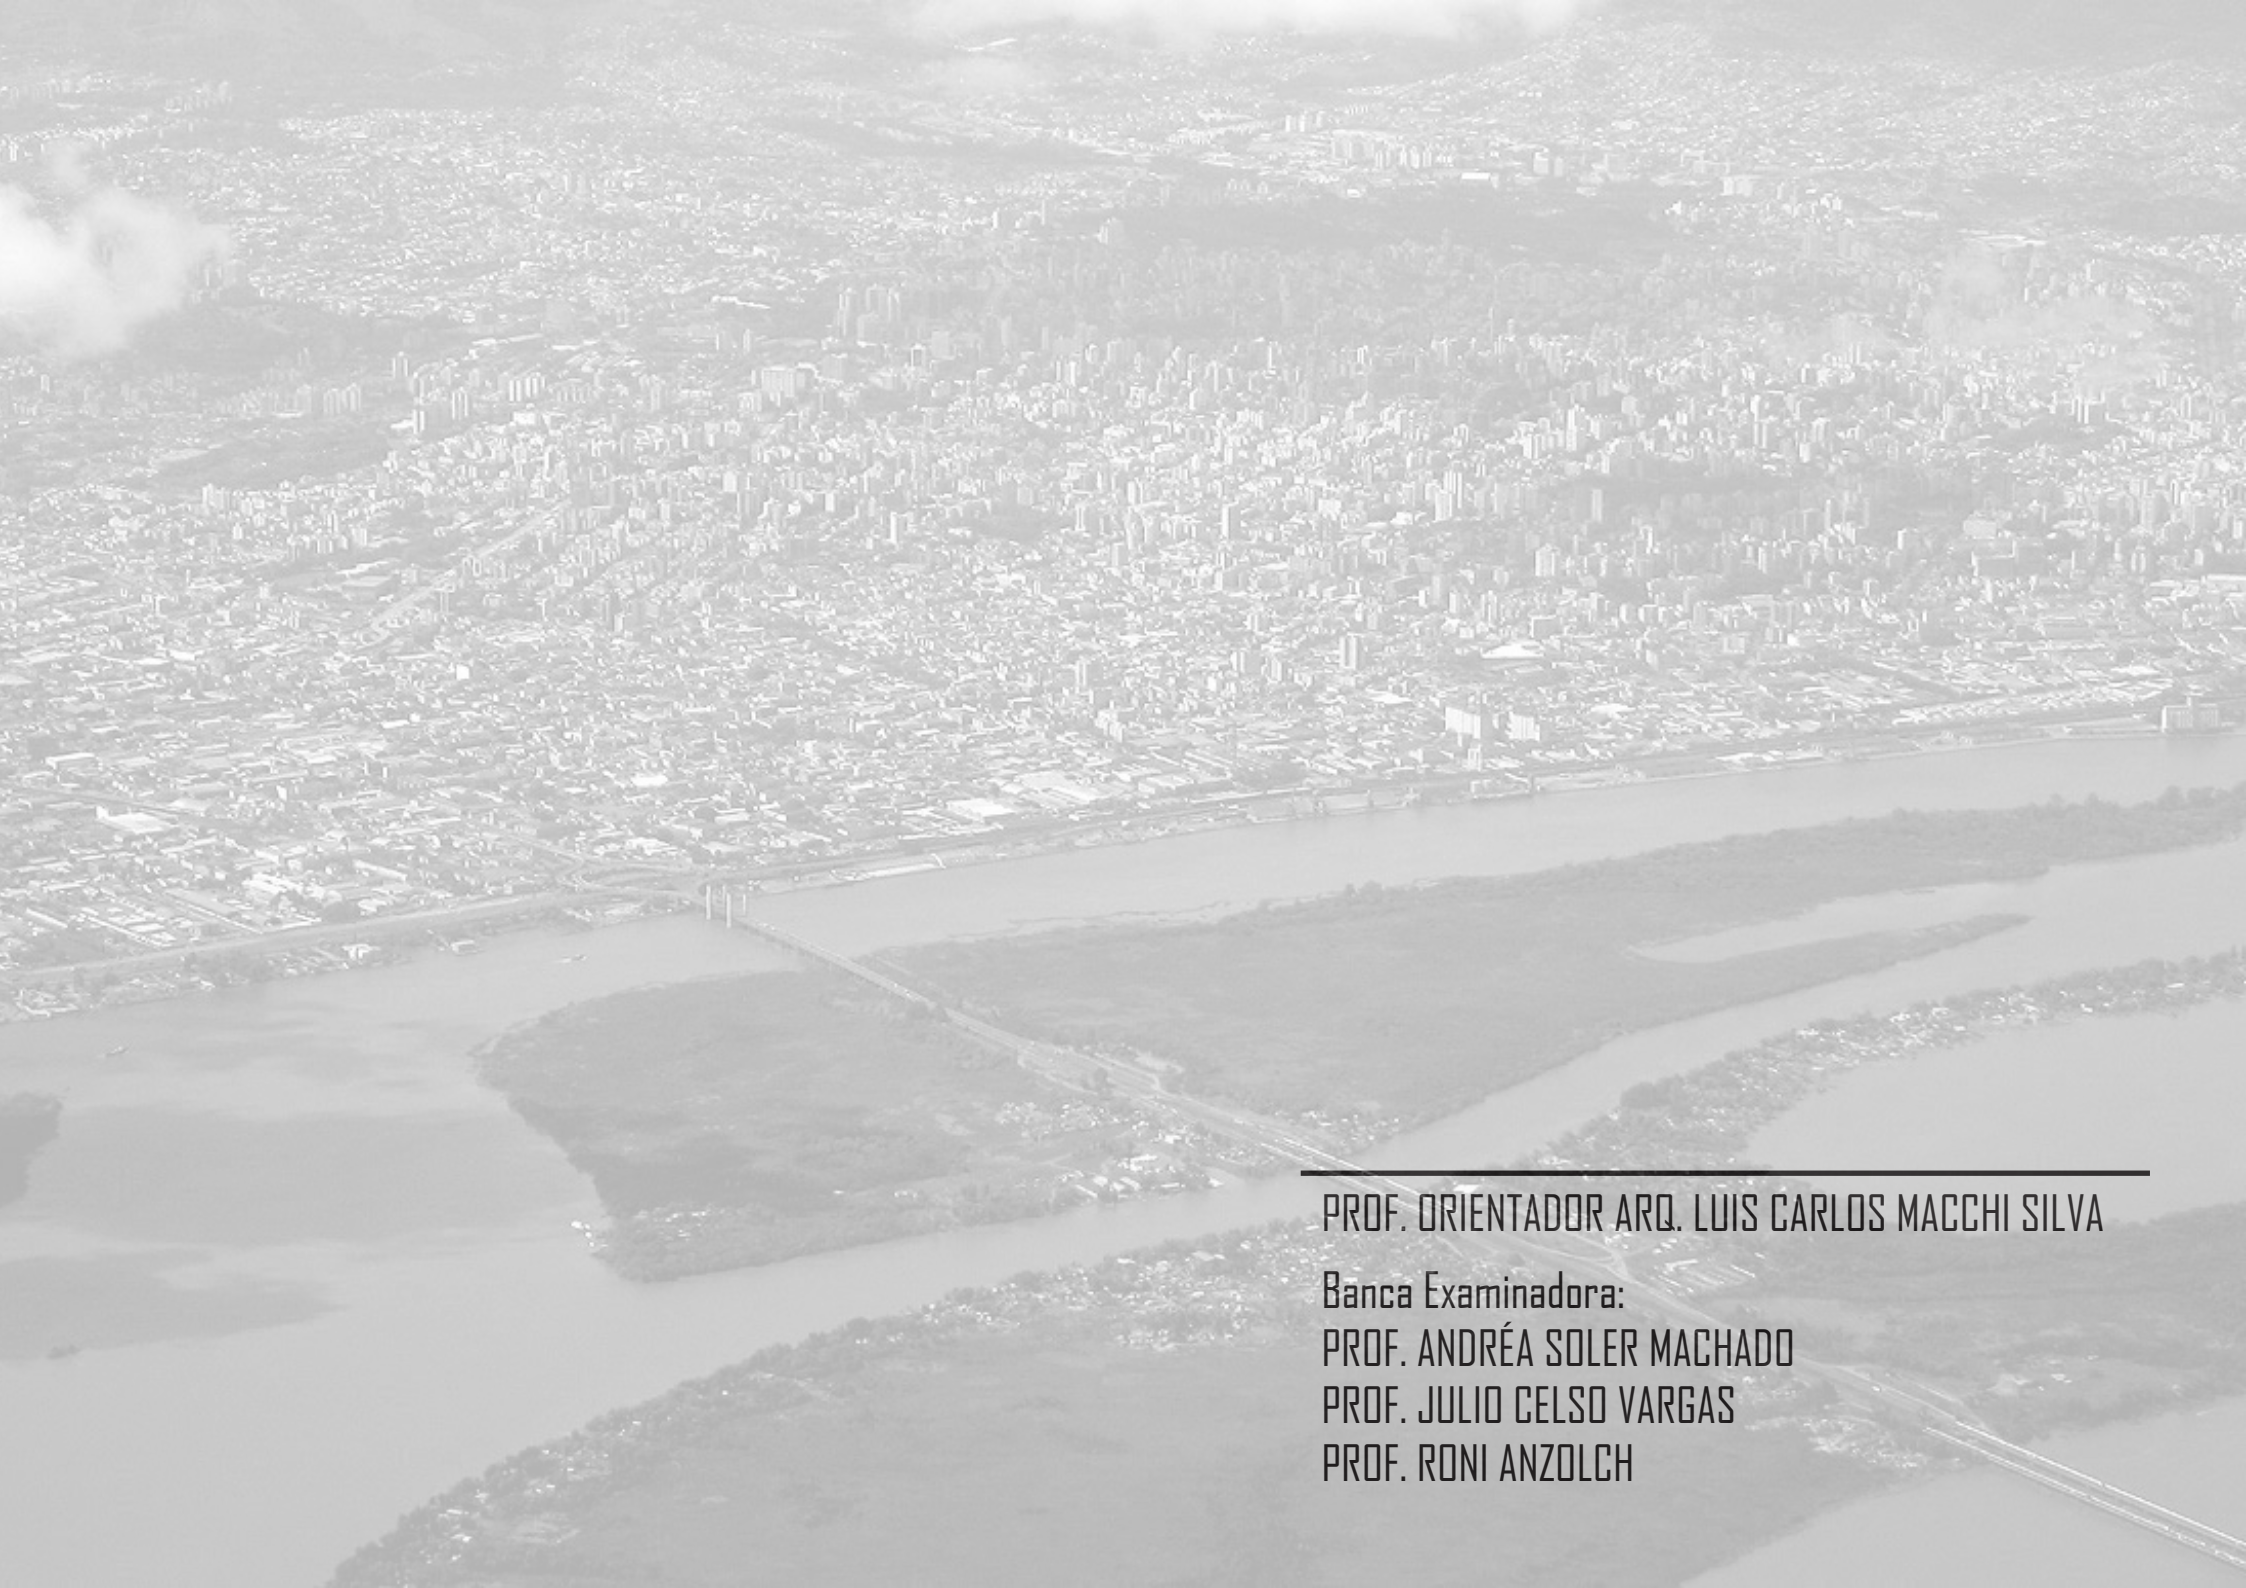 PROF. ORIENTADOR ARQ. LUIS CARLOS MACCHI SILVA
Banca Examinadora:
PROF. ANDRÉA SOLER MACHADO
PROF. JULIO CELSO VARGAS
PROF. RONI ANZOLCH